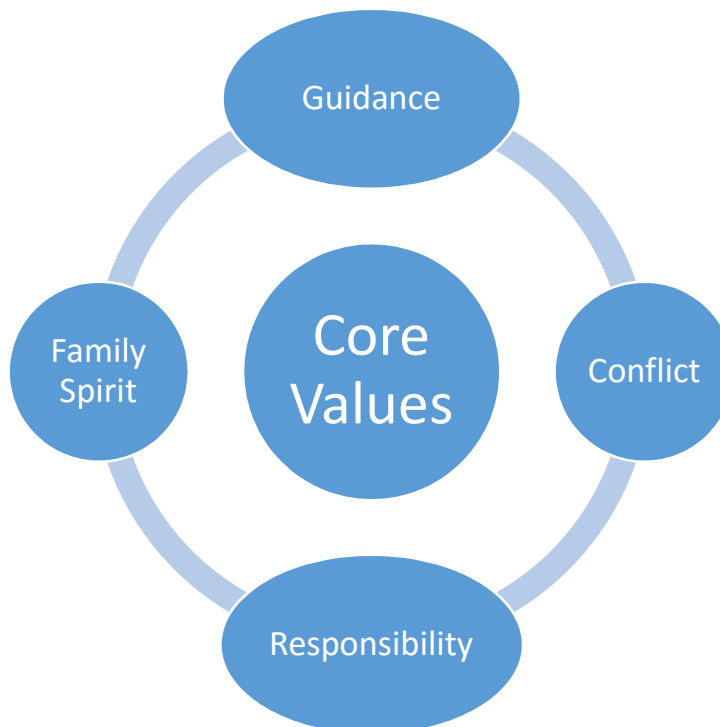 Guidance
Family
Spirit
Core
Values
Conflict
Responsibility